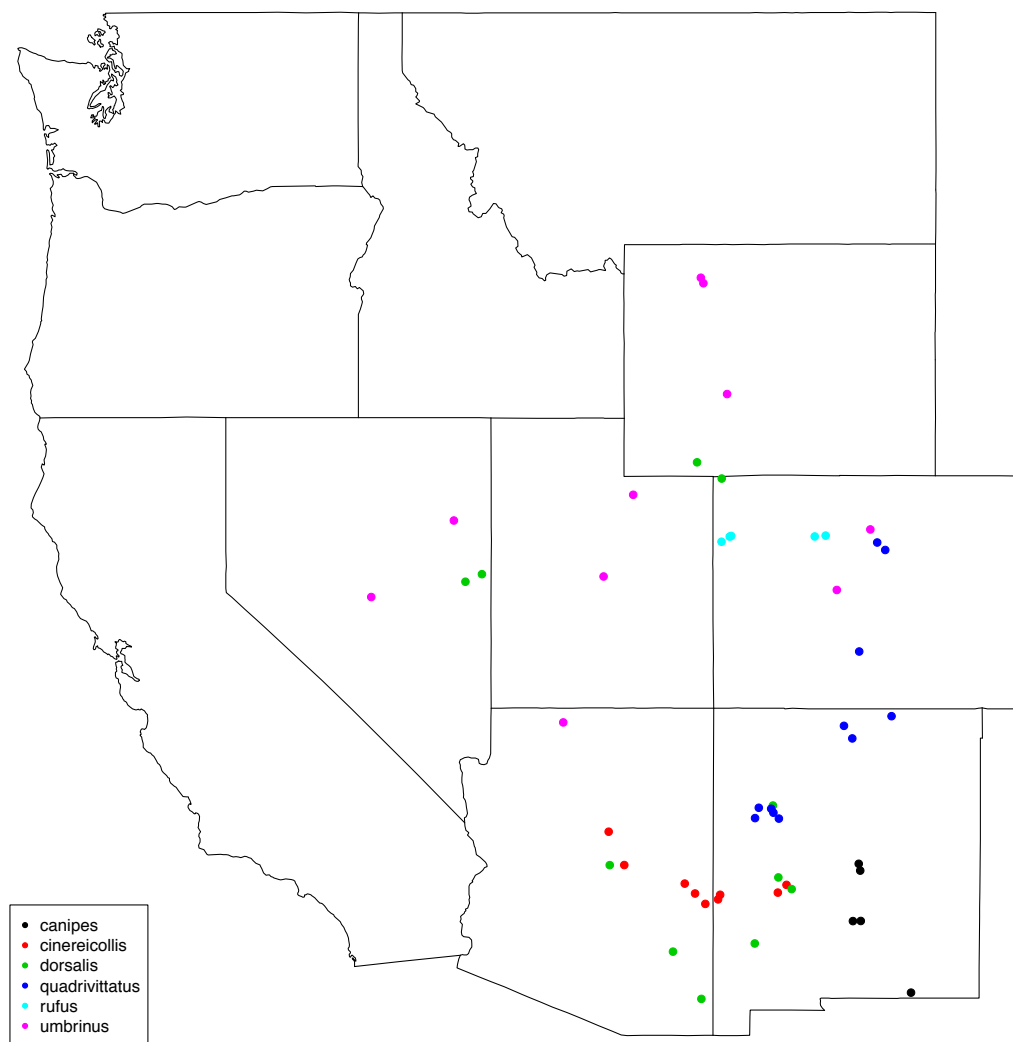 canipes
cinereicollis
dorsalis
quadrivittatus
rufus
umbrinus